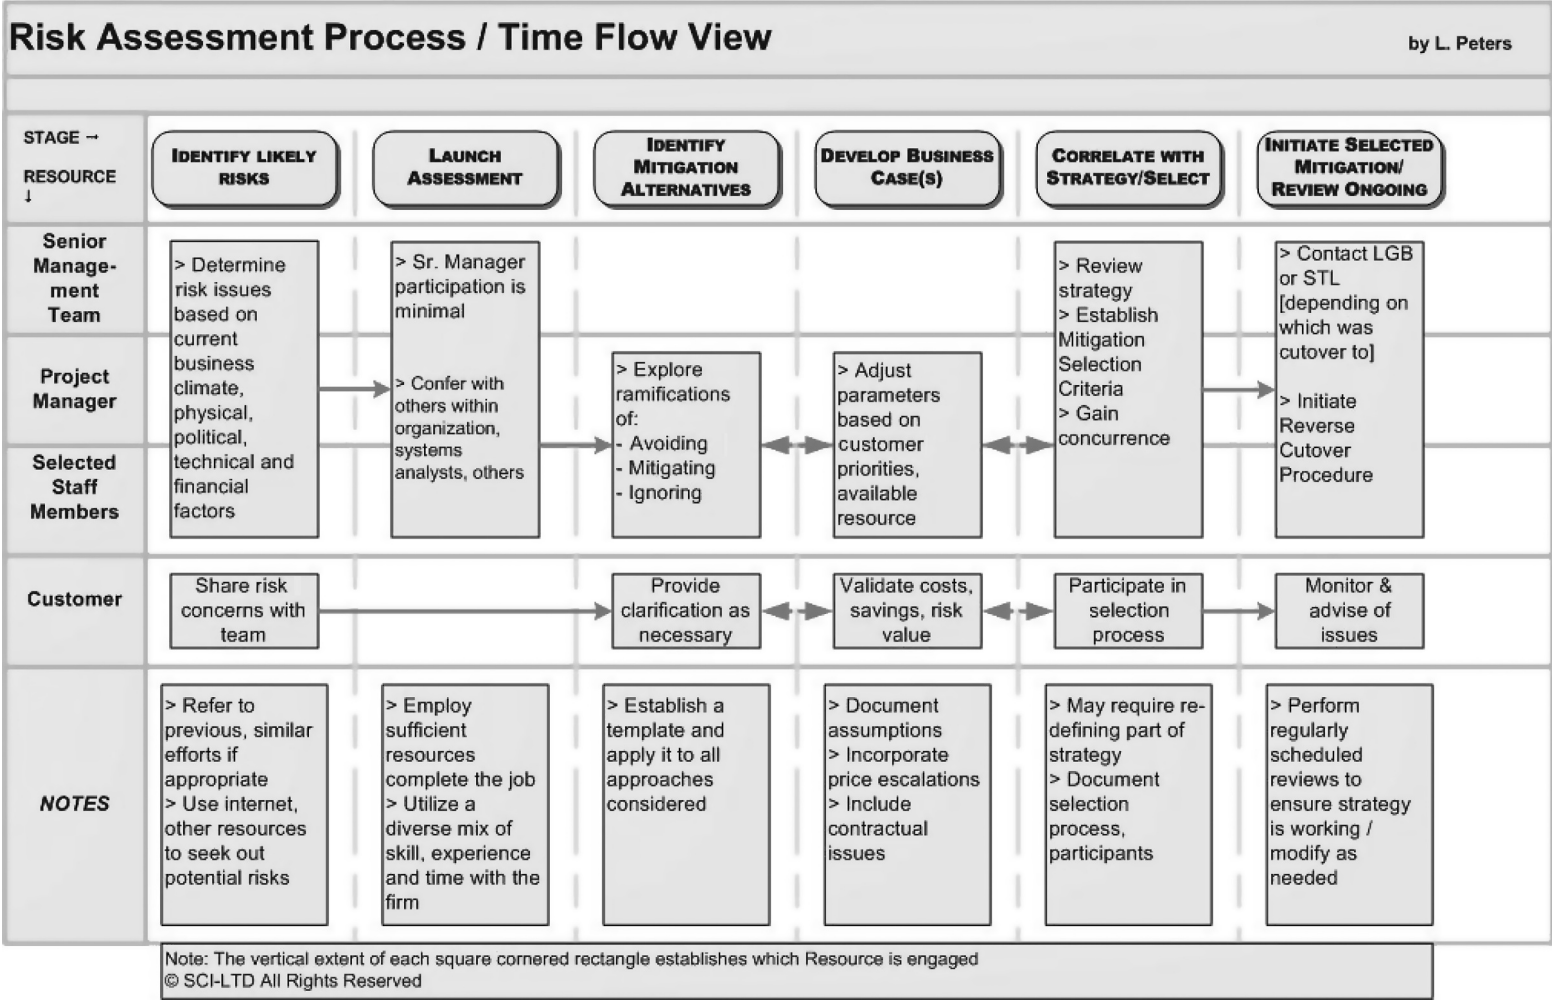 Risk Assessment Process / Time Flow View
by L. Peters
STAGE →
RESOURCE
↓
IDENTIFY LIKELY
RISKS
LAUNCH
ASSESSMENT
IDENTIFY
MITIGATION
ALTERNATIVES
DEVELOP BUSINESS
CASE(S)
CORRELATE WITH
STRATEGY/SELECT
INITIATE SELECTED
MITIGATION/
REVIEW ONGOING
Senior
Manage-
ment
Team
Project
Manager
Selected
Staff
Members
> Determine
risk issues
based on
current
business
climate,
physical,
political,
technical and
financial
factors
> Sr. Manager
participation is
minimal
> Confer with
others within
organization,
systems
analysts, others
> Explore
ramifications
of:
- Avoiding
- Mitigating
- Ignoring
> Adjust
parameters
based on
customer
priorities,
available
resource
> Review
strategy
> Establish
Mitigation
Selection
Criteria
> Gain
concurrence
> Contact LGB
or STL
[depending on
which was
cutover to]
> Initiate
Reverse
Cutover
Procedure
Customer
Share risk
concerns with
team
Provide
clarification as
necessary
Validate costs,
savings, risk
value
Participate in
selection
process
Monitor &
advise of
issues
NOTES
> Refer to
previous, similar
efforts if
appropriate
> Use internet,
other resources
to seek out
potential risks
> Employ
sufficient
resources
complete the job
> Utilize a
diverse mix of
skill, experience
and time with the
firm
> Establish a
template and
apply it to all
approaches
considered
> Document
assumptions
> Incorporate
price escalations
> Include
contractual
issues
> May require re-
defining part of
strategy
> Document
selection
process,
participants
> Perform
regularly
scheduled
reviews to
ensure strategy
is working /
modify as
needed
Note: The vertical extent of each square cornered rectangle establishes which Resource is engaged
© SCI-LTD All Rights Reserved